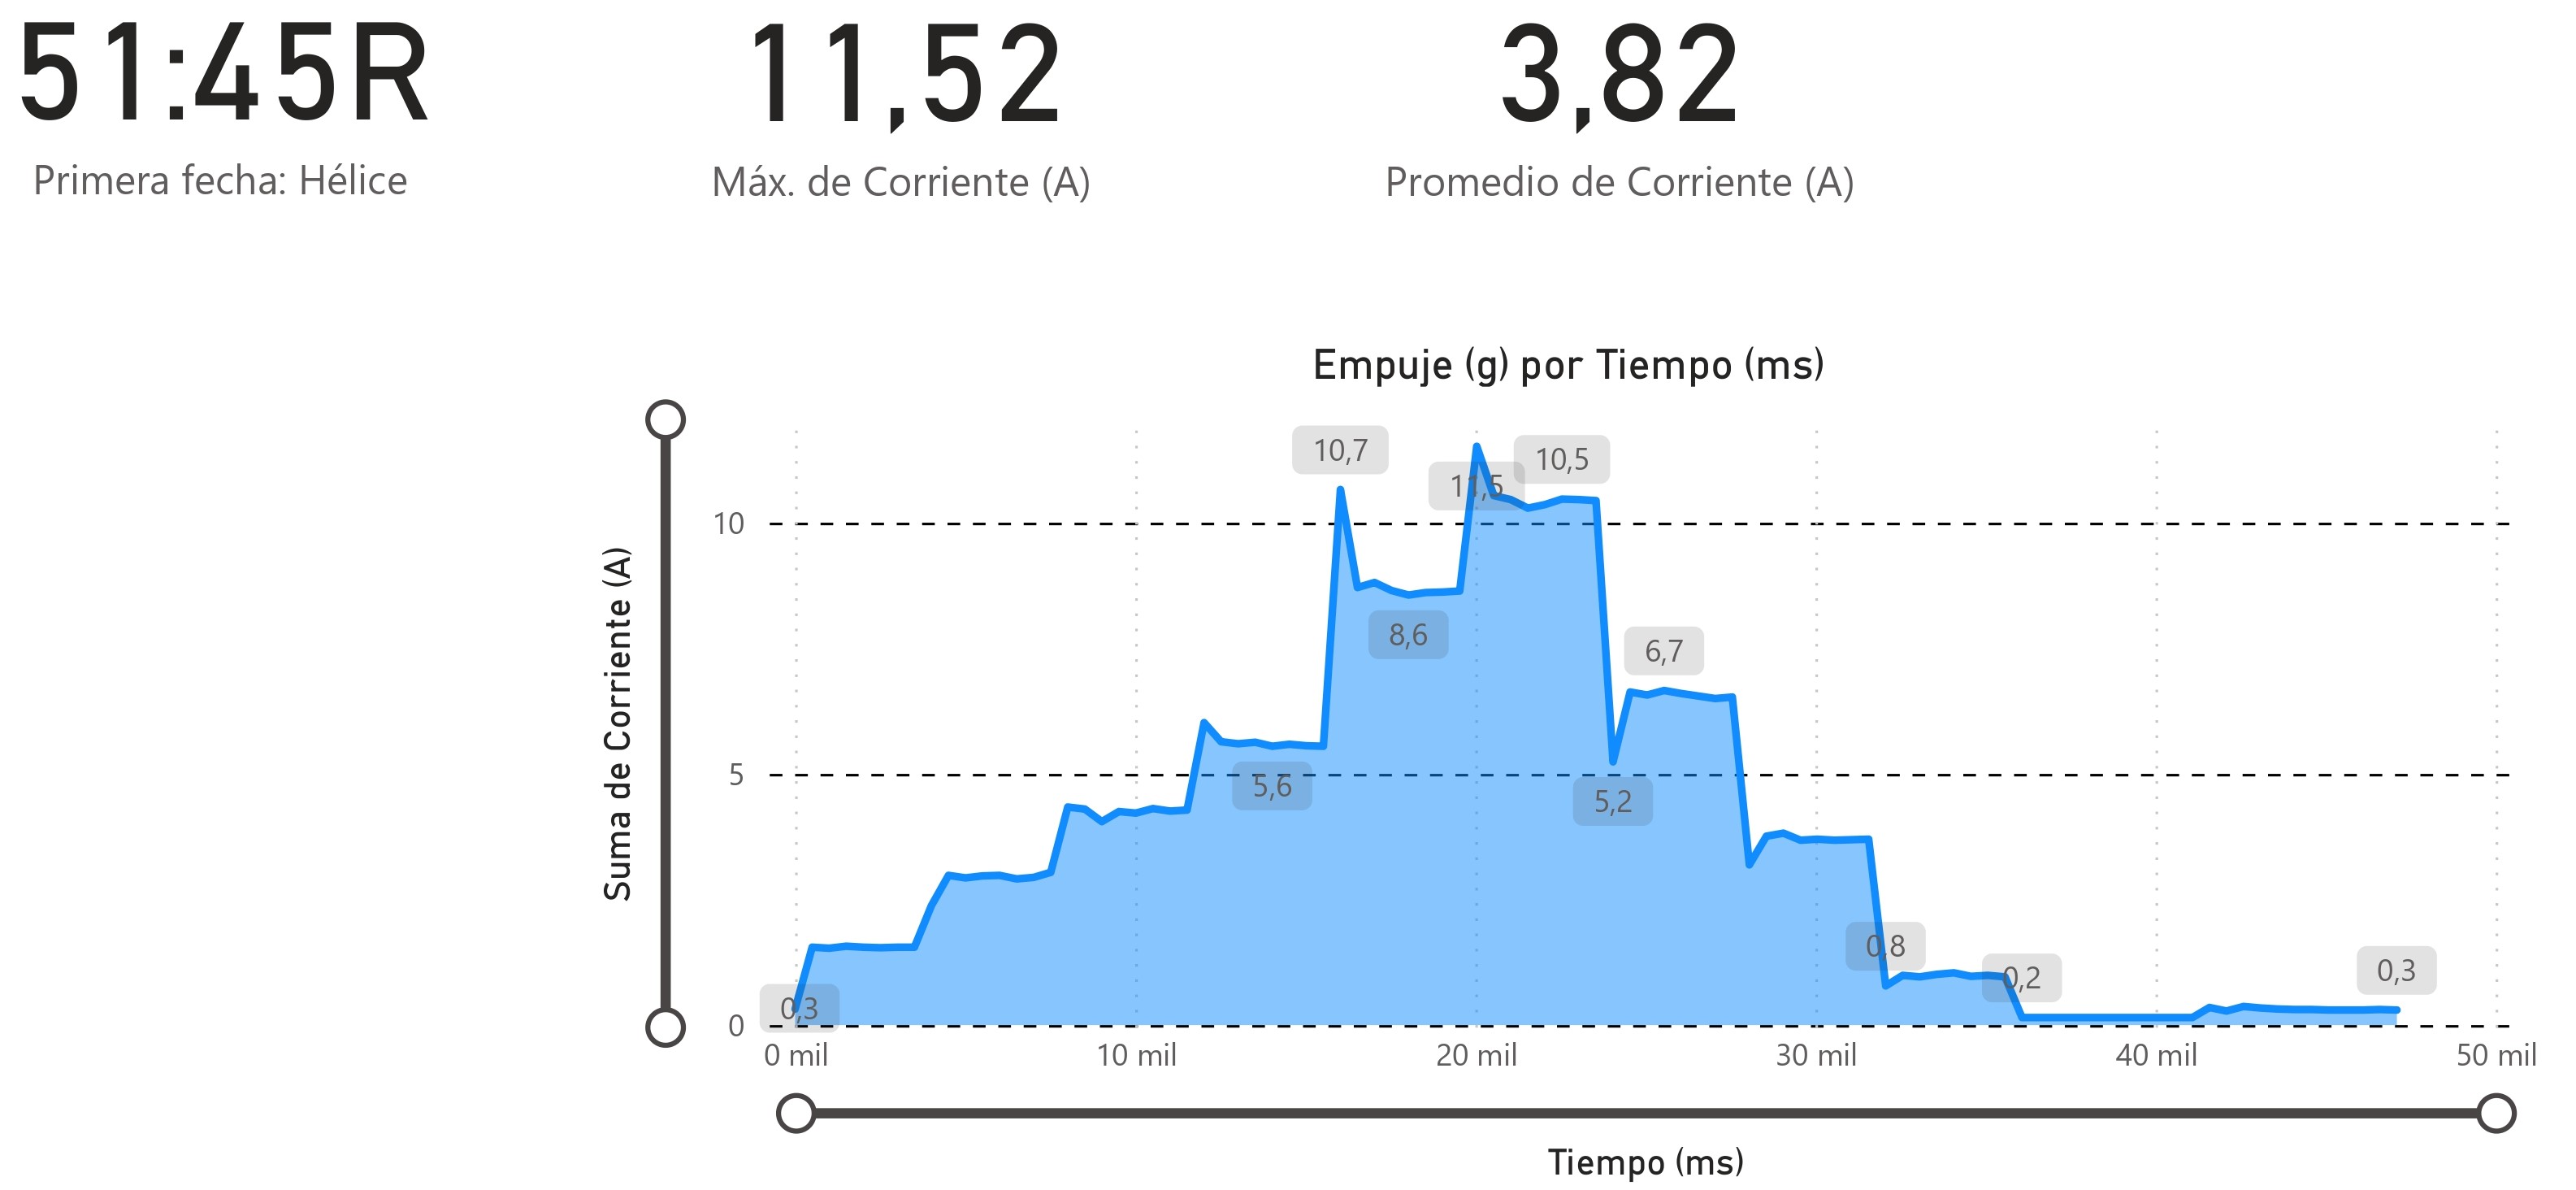 51:45R
Primera fecha: Hélice
11,52
Máx. de Corriente (A)
3,82
Promedio de Corriente (A)
Empuje (g) por Tiempo (ms)
Suma de Corriente (A)
10
5
0
0,3
5,6
10,7
8,6
11,5
10,5
5,2
6,7
0,8
0,2
0,3
0 mil
10 mil
20 mil
30 mil
40 mil
50 mil
Tiempo (ms)